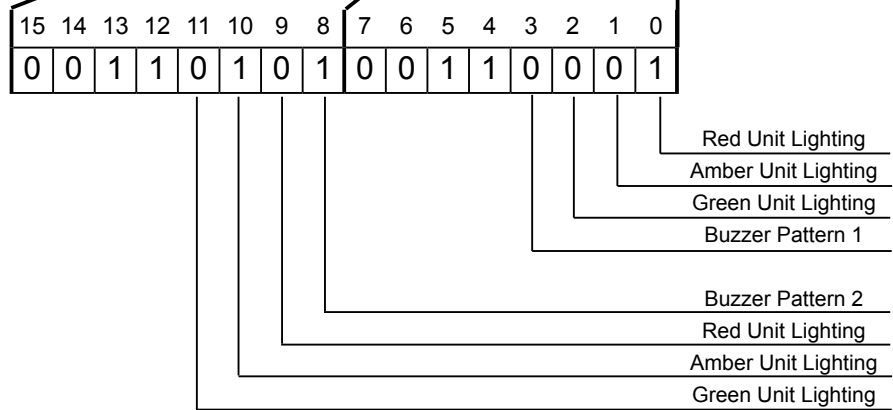 15 14 13 12 11 10 9 8 7 6 5 4 3 2 1 0
0 0 1 1 0 1 0 1 0 0 1 1 0 0 0 1
Red Unit Lighting
Amber Unit Lighting
Green Unit Lighting
Buzzer Pattern 1
Buzzer Pattern 2
Red Unit Lighting
Amber Unit Lighting
Green Unit Lighting